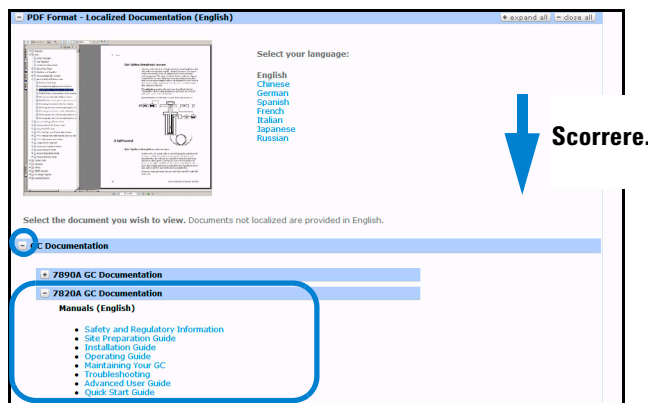 PDF Format - Localized Documentation (English)
expand all
close all
Select your language:
English
Chinese
German
Spanish
French
Italian
Japanese
Russian
Scorrere.
Select the document you wish to view. Documents not localized are provided in English.
GC Documentation
7890A GC Documentation
7820A GC Documentation
Manuals (English)
• Safety and Regulatory Information
• Site Preparation Guide
• Installation Guide
• Operating Guide
• Maintaining Your GC
• Troubleshooting
• Advanced User Guide
• Quick Start Guide